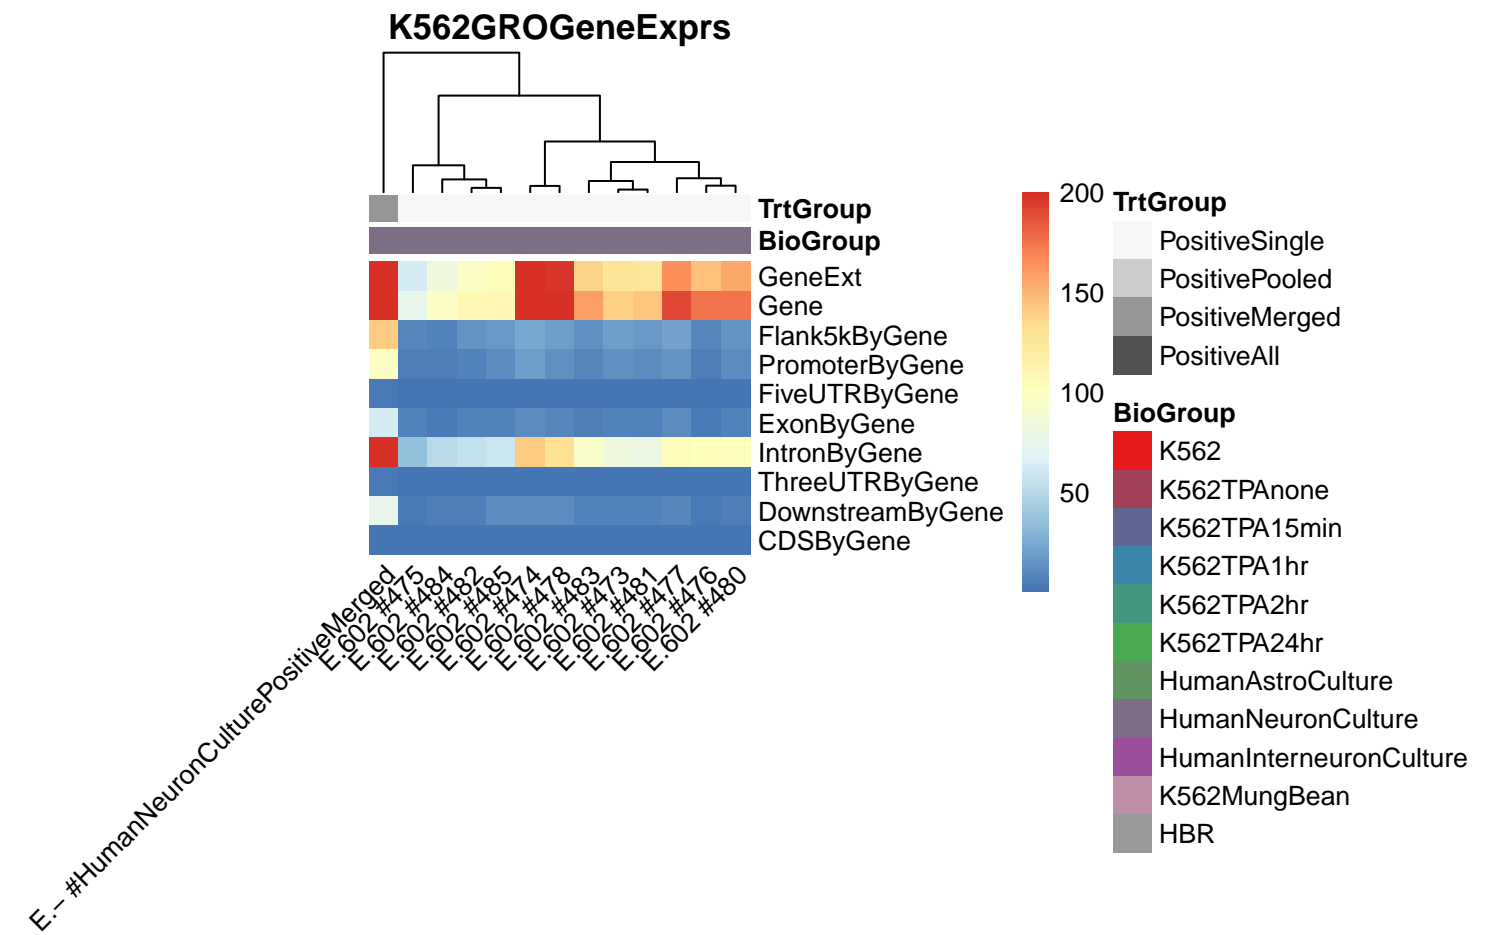 K562GROGeneExprs
TrtGroup
BioGroup
GeneExt
Gene
Flank5kByGene
PromoterByGene
FiveUTRByGene
ExonByGene
IntronByGene
ThreeUTRByGene
DownstreamByGene
CDSByGene
E.– #HumanNeuronCulturePositiveMerged
E.602 #475
E.602 #484
E.602 #482
E.602 #485
E.602 #474
E.602 #478
E.602 #483
E.602 #473
E.602 #481
E.602 #477
E.602 #476
E.602 #480
200
150
100
50
TrtGroup
PositiveSingle
PositivePooled
PositiveMerged
PositiveAll
BioGroup
K562
K562TPAnone
K562TPA15min
K562TPA1hr
K562TPA2hr
K562TPA24hr
HumanAstroCulture
HumanNeuronCulture
HumanInterneuronCulture
K562MungBean
HBR